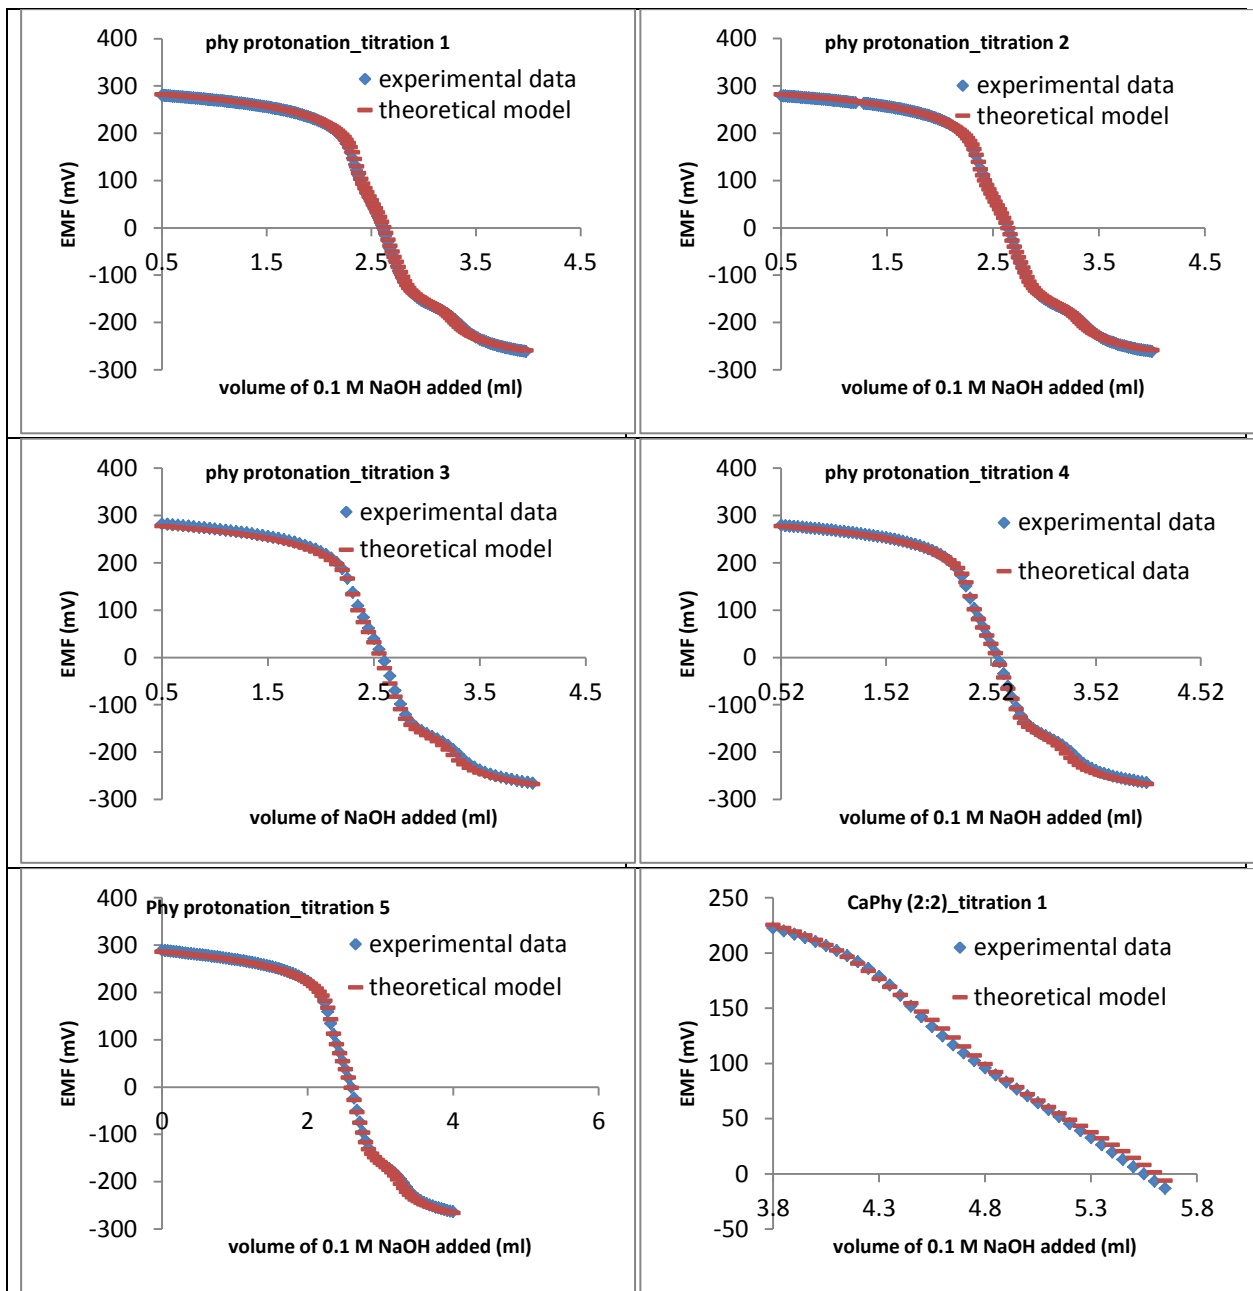 phy protonation_titration 1
experimental data
theoretical model
400
300
200
100
0
-100
-200
-300
0.5
1.5
2.5
3.5
4.5
EMF (mV)
volume of 0.1 M NaOH added (ml)
phy protonation_titration 2
experimental data
theoretical model
400
300
200
100
0
-100
-200
-300
0.5
1.5
2.5
3.5
4.5
EMF (mV)
volume of 0.1 M NaOH added (ml)
phy protonation_titration 3
experimental data
theoretical model
400
300
200
100
0
-100
-200
-300
0.5
1.5
2.5
3.5
4.5
EMF (mV)
volume of NaOH added (ml)
phy protonation_titration 4
experimental data
theoretical data
400
300
200
100
0
-100
-200
-300
0.52
1.52
2.52
3.52
4.52
EMF (mV)
volume of 0.1 M NaOH added (ml)
Phy protonation_titration 5
experimental data
theoretical model
400
300
200
100
0
-100
-200
-300
0
2
4
6
EMF (mV)
volume of 0.1 M NaOH added (ml)
CaPhy (2:2)_titration 1
experimental data
theoretical model
250
200
150
100
50
0
-50
3.8
4.3
4.8
5.3
5.8
EMF (mV)
volume of 0.1 M NaOH added (ml)